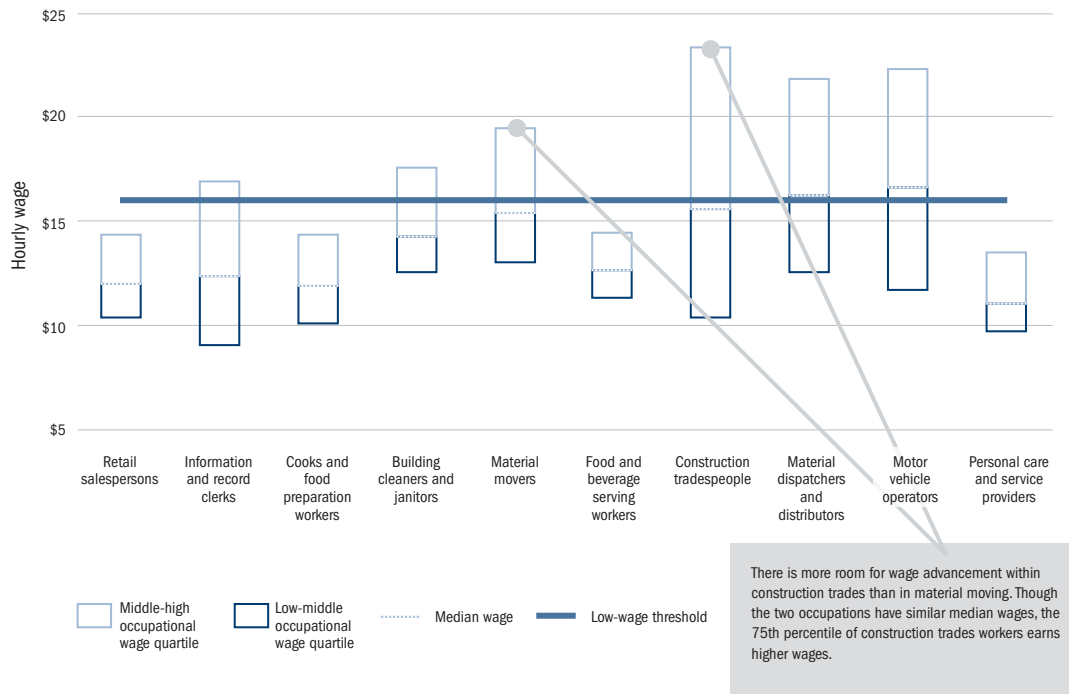 $25
$20
$15
$10
$5
Hourly wage
Retail
salespersons
Information
and record
clerks
Cooks and
food
preparation
workers
Building
cleaners and
janitors
Material
movers
Food and
beverage
serving
workers
Construction
tradespeople
Material
dispatchers
and
distributors
Motor
vehicle
operators
Personal care
and service
providers
Middle-high
occupational
wage quartile
Low-middle
occupational
wage quartile
Median wage
Low-wage threshold
There is more room for wage advancement within
construction trades than in material moving. Though
the two occupations have similar median wages, the
75th percentile of construction trades workers earns
higher wages.